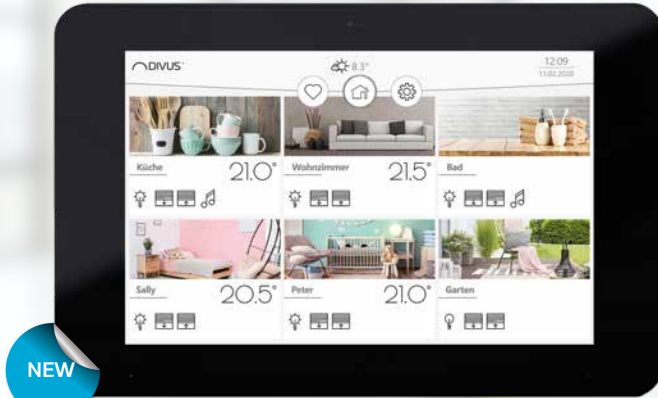 DIVUS
8.3°
12:09
11.02.2020
Küche
21.0°
Wohnzimmer
21.5°
Bad
Sally
20.5°
Peter
21.0°
Garten
NEW